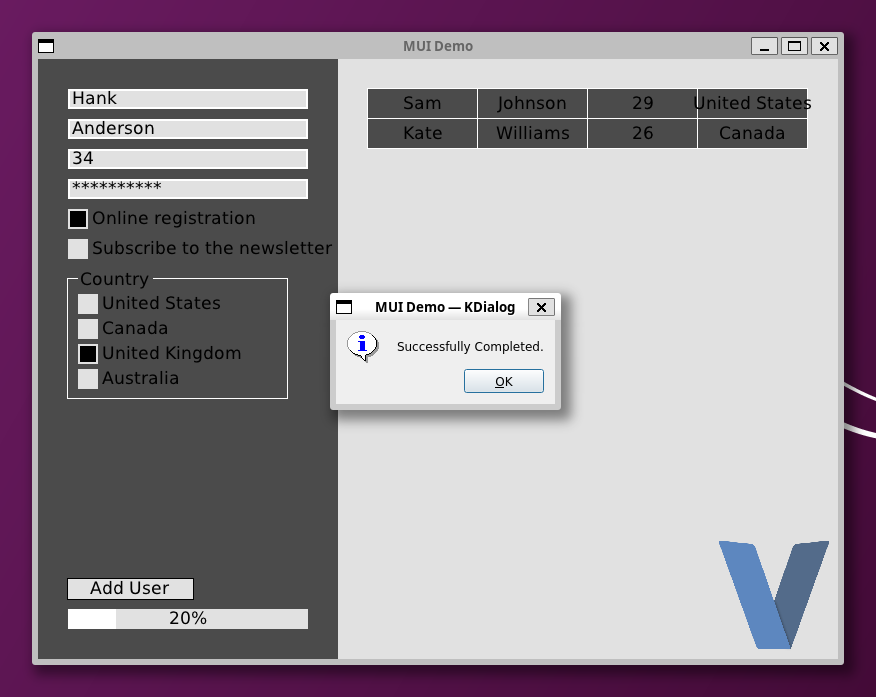 MUI Demo
Hank
Anderson
34
**********
Online registration
Subscribe to the newsletter
Country
United States
Canada
United Kingdom
Australia
Add User
20%
Sam Johnson 29 United States
Kate Williams 26 Canada
MUI Demo — KDialog
Successfully Completed.
OK